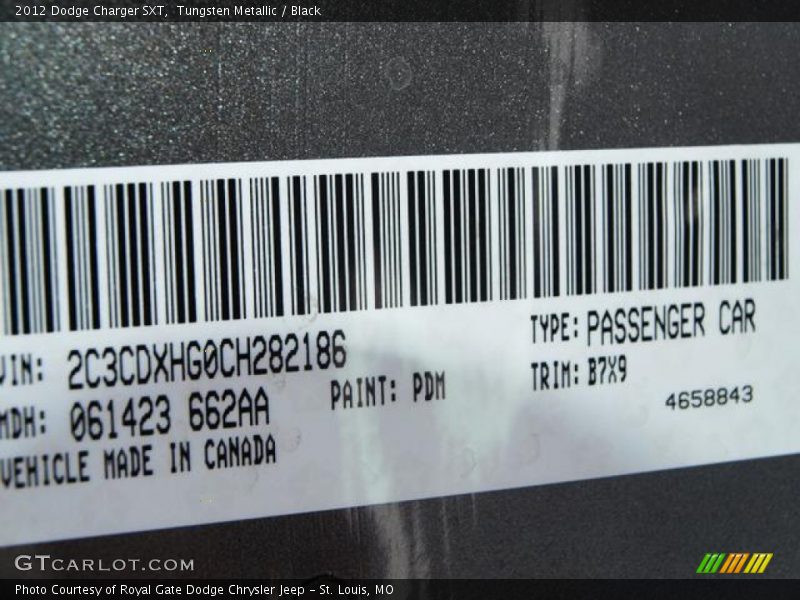 2012 Dodge Charger SXT, Tungsten Metallic / Black
VIN: 2C3CDXHG0CH282186
TYPE: PASSENGER CAR
MDH: 061423 662AA
PAINT: PDM
TRIM: B7X9
4658843
VEHICLE MADE IN CANADA
GTCARLOT.COM
Photo Courtesy of Royal Gate Dodge Chrysler Jeep - St. Louis, MO